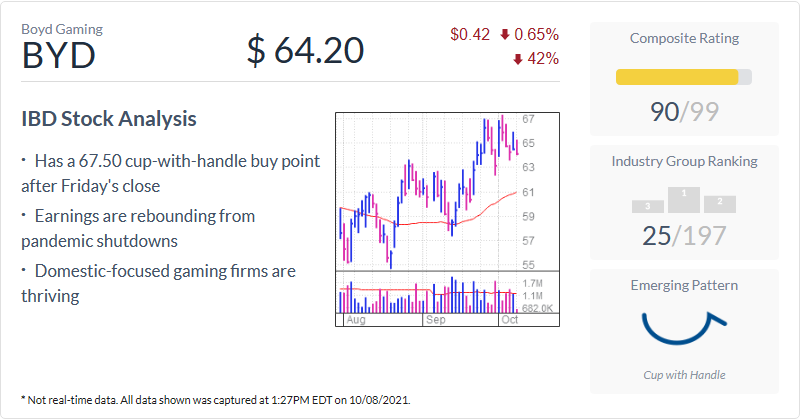 Boyd Gaming
BYD
$ 64.20
$0.42 0.65%
42%
IBD Stock Analysis
· Has a 67.50 cup-with-handle buy point
after Friday's close
· Earnings are rebounding from
pandemic shutdowns
· Domestic-focused gaming firms are
thriving
67
65
63
61
59
57
55
1.7M
1.1M
682.0K
Aug Sep Oct
Composite Rating
90/99
Industry Group Ranking
3 1 2
25/197
Emerging Pattern
Cup with Handle
* Not real-time data. All data shown was captured at 1:27PM EDT on 10/08/2021.